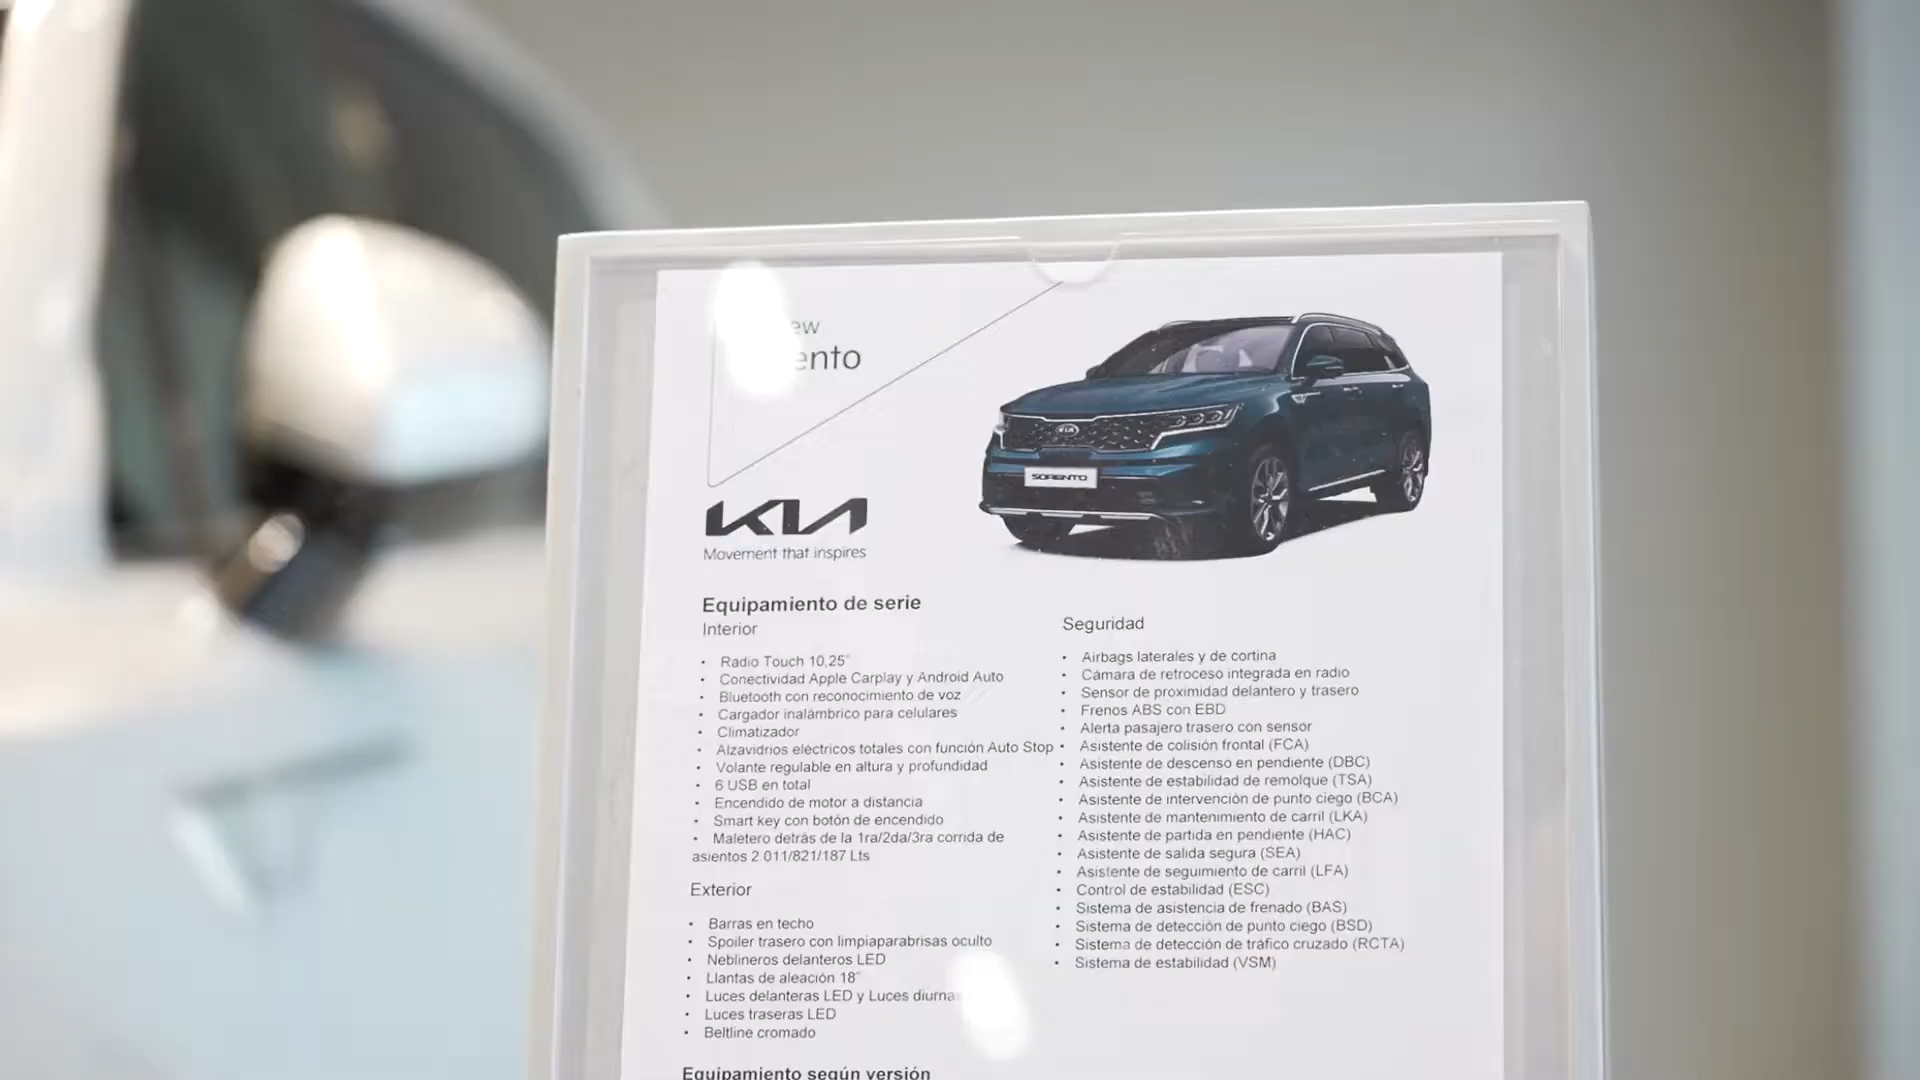 ew
ento
KIA
SORENTO
KIA
Movement that inspires
Equipamiento de serie
Interior
• Radio Touch 10,25"
• Conectividad Apple Carplay y Android Auto
• Bluetooth con reconocimiento de voz
• Cargador inalámbrico para celulares
• Climatizador
• Alzavidrios eléctricos totales con función Auto Stop
• Volante regulable en altura y profundidad
• 6 USB en total
• Encendido de motor a distancia
• Smart key con botón de encendido
• Maletero detrás de la 1ra/2da/3ra corrida de
asientos 2.011/821/187 Lts
Exterior
• Barras en techo
• Spoiler trasero con limpiaparabrisas oculto
• Neblineros delanteros LED
• Llantas de aleación 18"
• Luces delanteras LED y Luces diurna
• Luces traseras LED
• Beltline cromado
Equipamiento según versión
Seguridad
• Airbags laterales y de cortina
• Cámara de retroceso integrada en radio
• Sensor de proximidad delantero y trasero
• Frenos ABS con EBD
• Alerta pasajero trasero con sensor
• Asistente de colisión frontal (FCA)
• Asistente de descenso en pendiente (DBC)
• Asistente de estabilidad de remolque (TSA)
• Asistente de intervención de punto ciego (BCA)
• Asistente de mantenimiento de carril (LKA)
• Asistente de partida en pendiente (HAC)
• Asistente de salida segura (SEA)
• Asistente de seguimiento de carril (LFA)
• Control de estabilidad (ESC)
• Sistema de asistencia de frenado (BAS)
• Sistema de detección de punto ciego (BSD)
• Sistema de detección de tráfico cruzado (RCTA)
• Sistema de estabilidad (VSM)